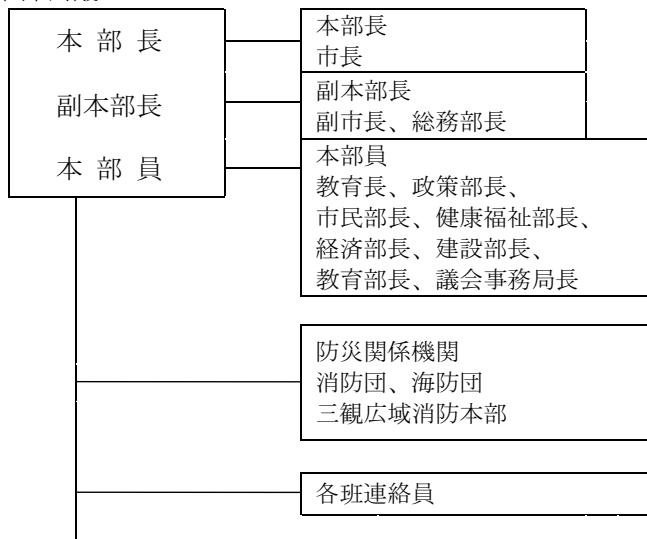 本 部 長
本部長
市長
副本部長
副本部長
副市長、総務部長
本 部 員
本部員
教育長、政策部長、
市民部長、健康福祉部長、
経済部長、建設部長、
教育部長、議会事務局長
防災関係機関
消防団、海防団
三観広域消防本部
各班連絡員